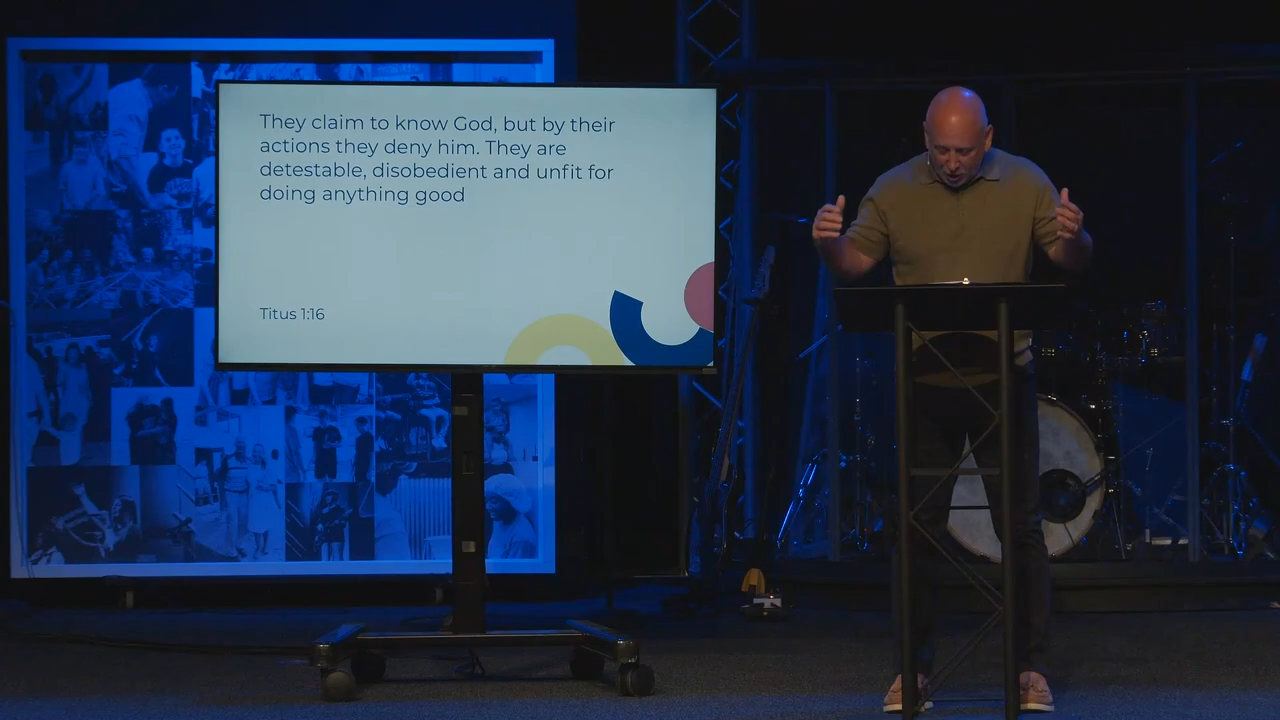 They claim to know God, but by their
actions they deny him. They are
detestable, disobedient and unfit for
doing anything good
Titus 1:16